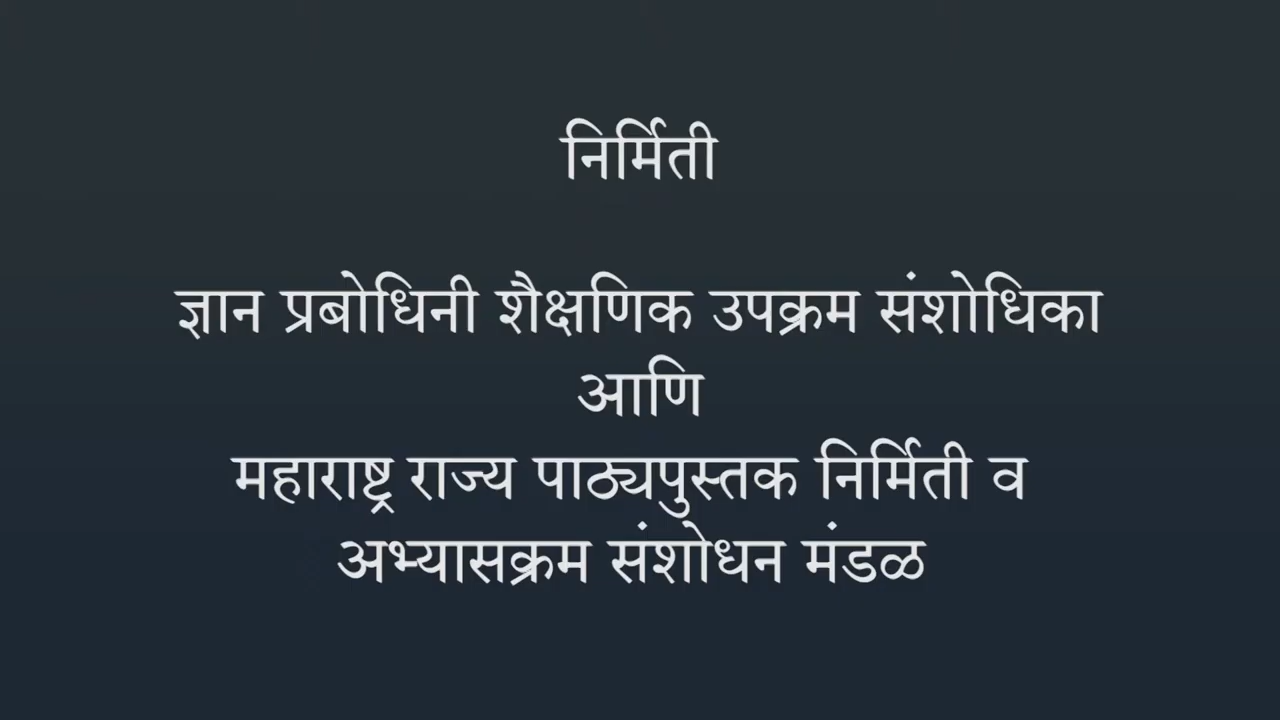 निर्मिती
ज्ञान प्रबोधिनी शैक्षणिक उपक्रम संशोधिका
आणि
महाराष्ट्र राज्य पाठ्यपुस्तक निर्मिती व
अभ्यासक्रम संशोधन मंडळ